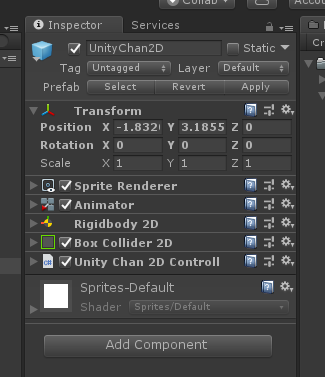 Collab
Accou
Inspector Services
UnityChan2D Static
Tag Untagged Layer Default
Prefab Select Revert Apply
Cr
Transform
Position X -1.832 Y 3.1855 Z 0
Rotation X 0 Y 0 Z 0
Scale X 1 Y 1 Z 1
Sprite Renderer
Animator
Rigidbody 2D
Box Collider 2D
C#
Unity Chan 2D Controll
Sprites-Default
Shader Sprites/Default
Add Component